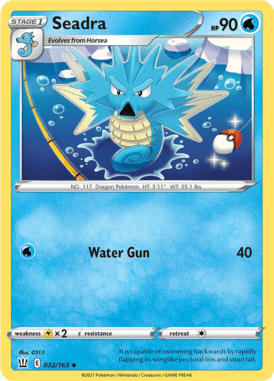 STAGE 1
Seadra
HP 90
Evolves from Horsea
NO. 117 Dragon Pokémon HT: 3'11" WT: 55.1 lbs.
Water Gun 40
weakness ×2 resistance retreat
Illus. 0313
032/163 ◆
It is capable of swimming backwards by rapidly
flapping its winglike pectoral fins and stout tail.
©2021 Pokémon / Nintendo / Creatures / GAME FREAK